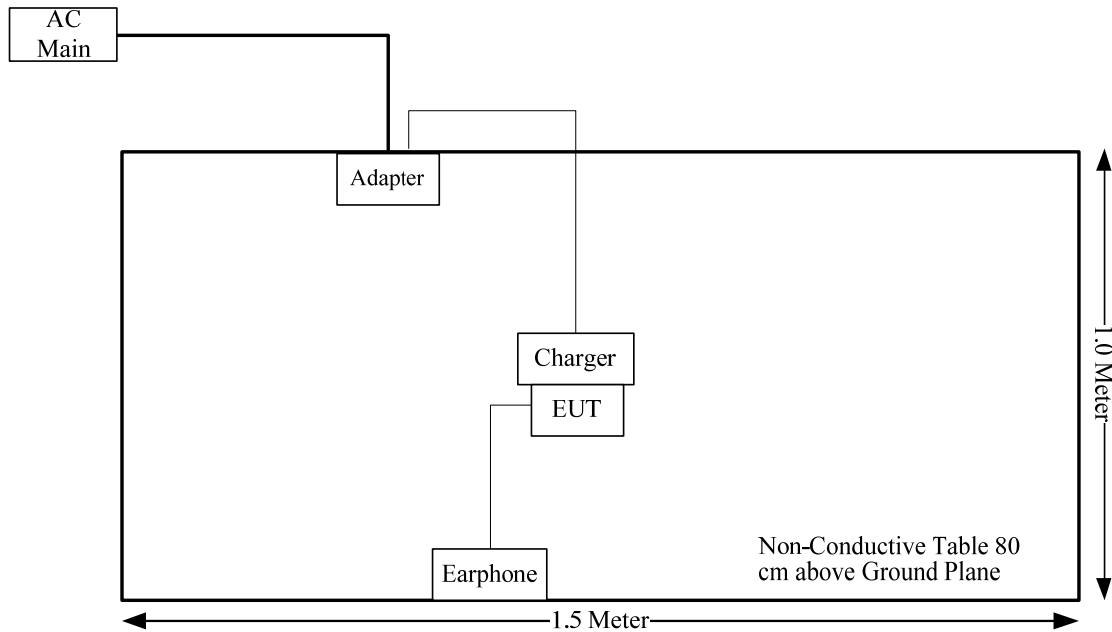 AC
Main
Adapter
Charger
EUT
1.0 Meter
Non-Conductive Table 80
cm above Ground Plane
Earphone
1.5 Meter